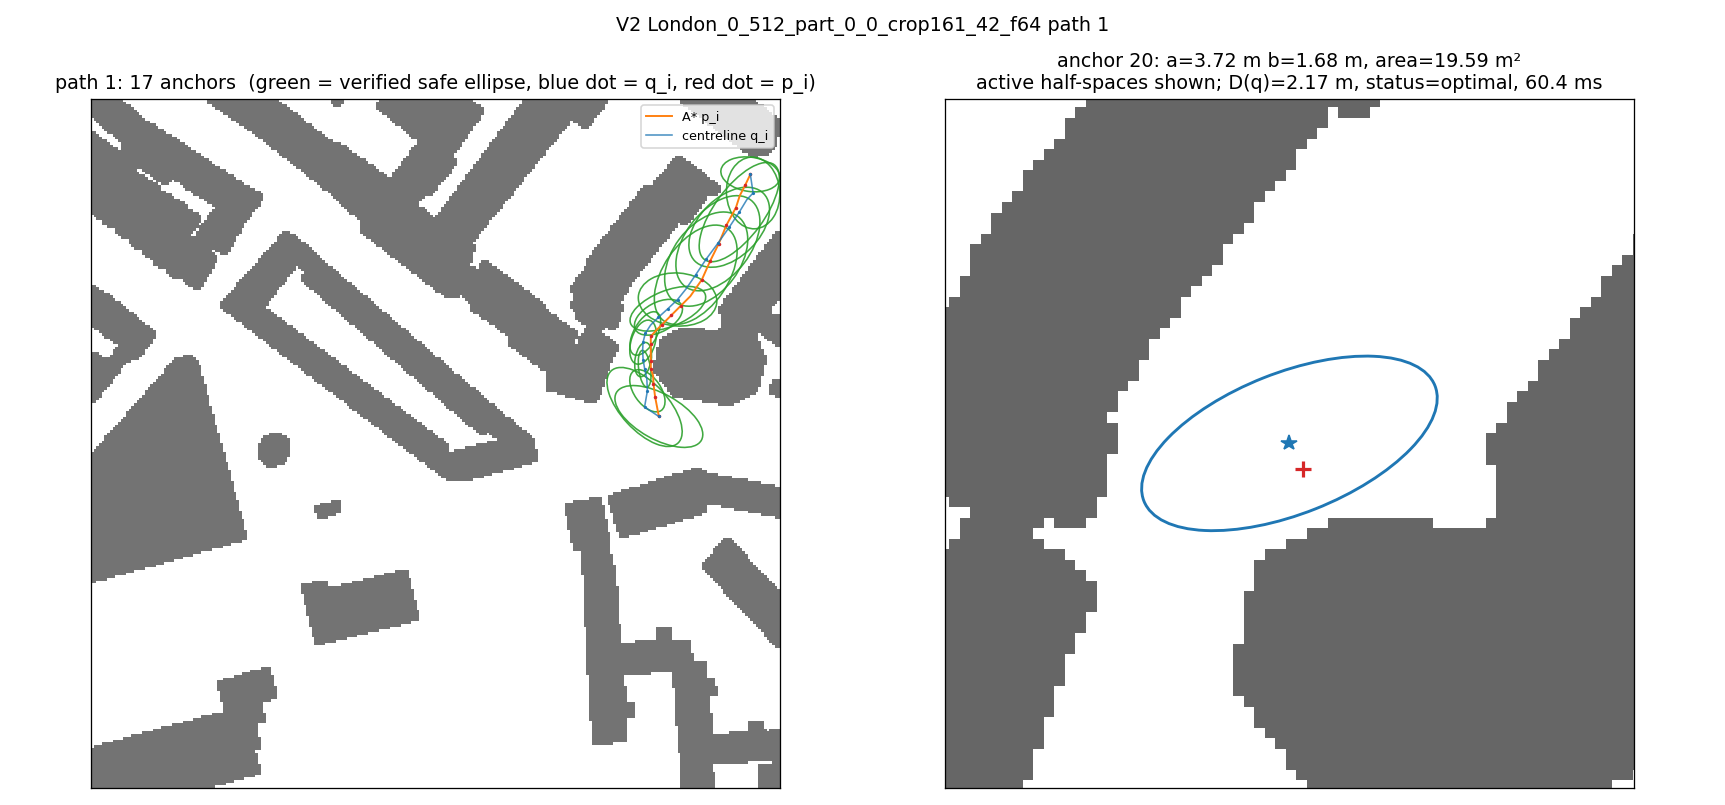 V2 London_0_512_part_0_0_crop161_42_f64 path 1
path 1: 17 anchors  (green = verified safe ellipse, blue dot = q_i, red dot = p_i)
A* p_i
centreline q_i
anchor 20: a=3.72 m b=1.68 m, area=19.59 m²
active half-spaces shown; D(q)=2.17 m, status=optimal, 60.4 ms